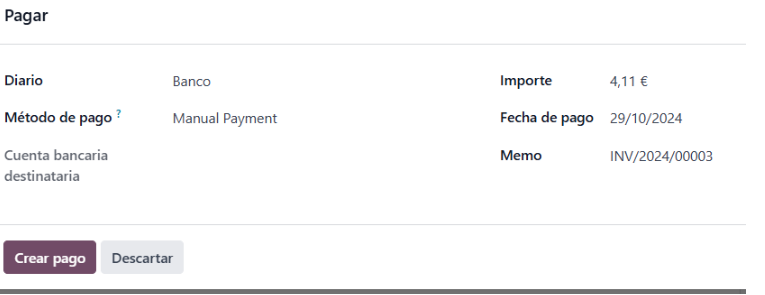 Pagar
Diario Banco Importe 4,11 €
Método de pago ? Manual Payment Fecha de pago 29/10/2024
Cuenta bancaria Memo INV/2024/00003
destinataria
Crear pago Descartar